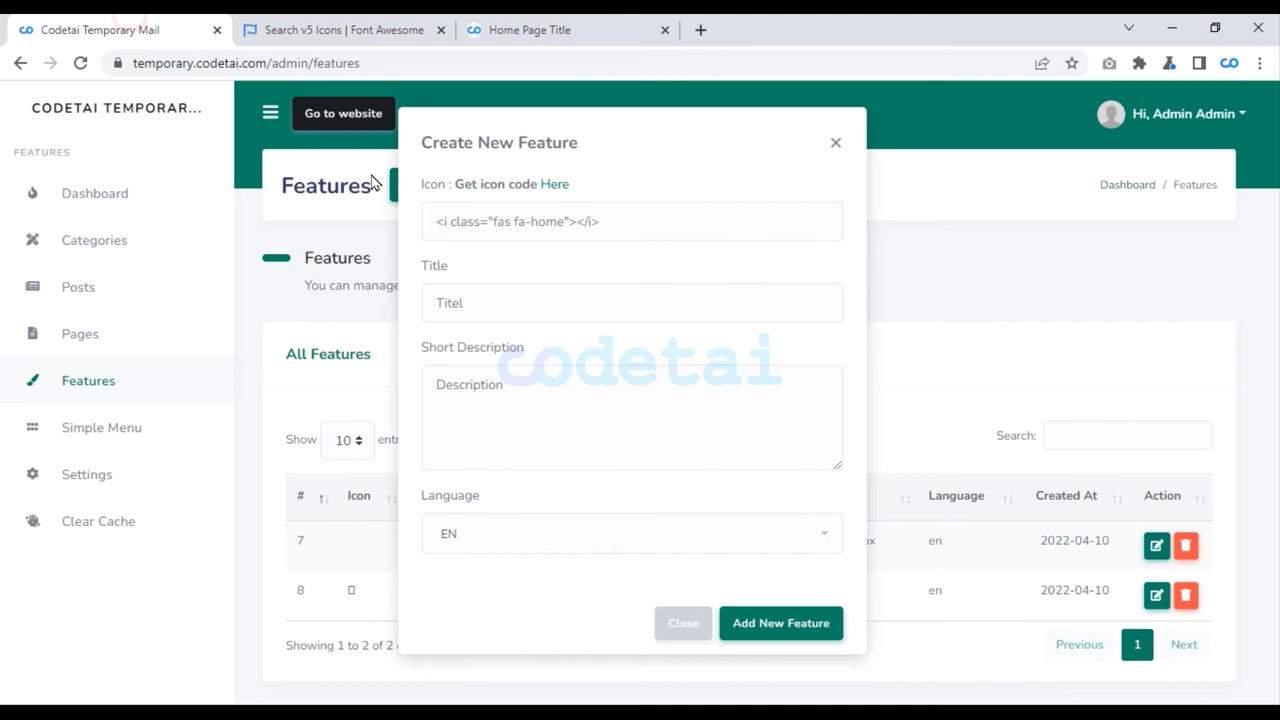 Codetai Temporary Mail
Search v5 Icons | Font Awesome
Home Page Title
temporary.codetai.com/admin/features
CODETAI TEMPORAR...
Go to website
Hi, Admin Admin
FEATURES
Dashboard
Categories
Posts
Pages
Features
Simple Menu
Settings
Clear Cache
Features
Dashboard / Features
Features
You can manage
All Features
Show 10 entr
Search:
# Icon Language Created At Action
7 ox en 2022-04-10
8 en 2022-04-10
Showing 1 to 2 of 2
Previous 1 Next
Create New Feature
Icon : Get icon code Here
<i class="fas fa-home"></i>
Title
Titel
Short Description
Description
codetai
Language
EN
Close
Add New Feature